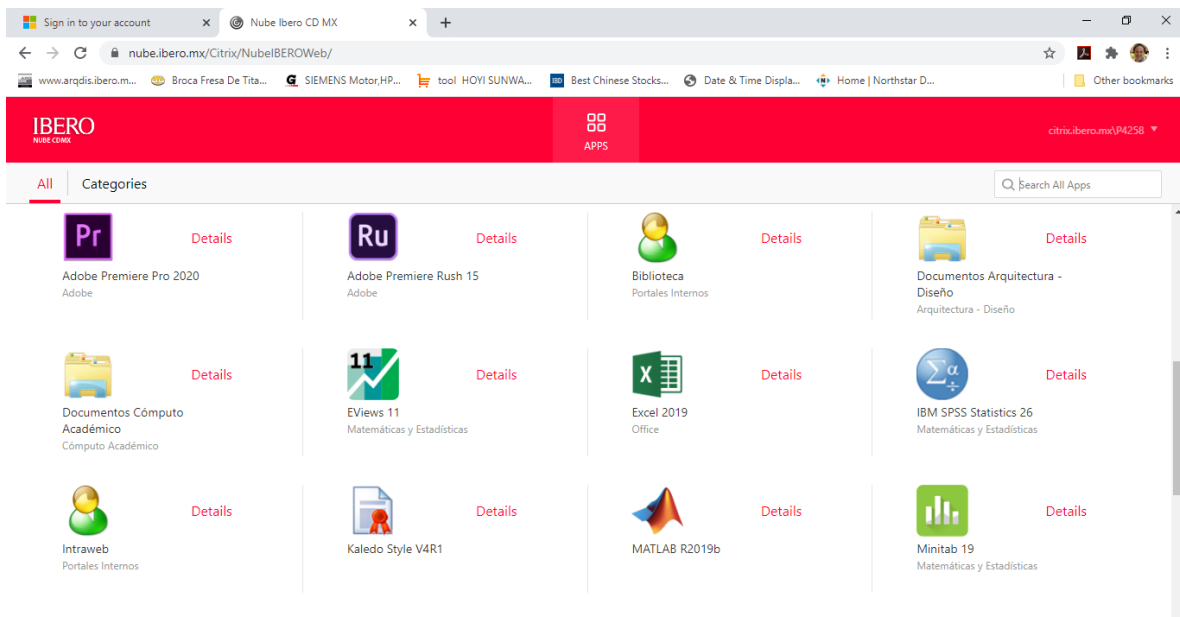 Sign in to your account
Nube Ibero CD MX
nube.ibero.mx/Citrix/NubeIBEROWeb/
www.arqdis.ibero.m... Broca Fresa De Tita... SIEMENS Motor,HP... tool HOYI SUNWA... IBD Best Chinese Stocks... Date & Time Displa... Home | Northstar D... Other bookmarks
IBERO
NUBE CDMX
APPS
citrix.ibero.mx\P4258
All Categories
Search All Apps
Pr Details Ru Details Details Details
Adobe Premiere Pro 2020 Adobe Premiere Rush 15 Biblioteca Documentos Arquitectura -
Diseño
Adobe Adobe Portales Internos
Arquitectura - Diseño
Details 11 Details X Details Σα÷ Details
Documentos Cómputo EViews 11 Excel 2019 IBM SPSS Statistics 26
Académico Matemáticas y Estadísticas Office Matemáticas y Estadísticas
Cómputo Académico
Details Details Details Details
Intraweb Kaledo Style V4R1 MATLAB R2019b Minitab 19
Portales Internos Matemáticas y Estadísticas